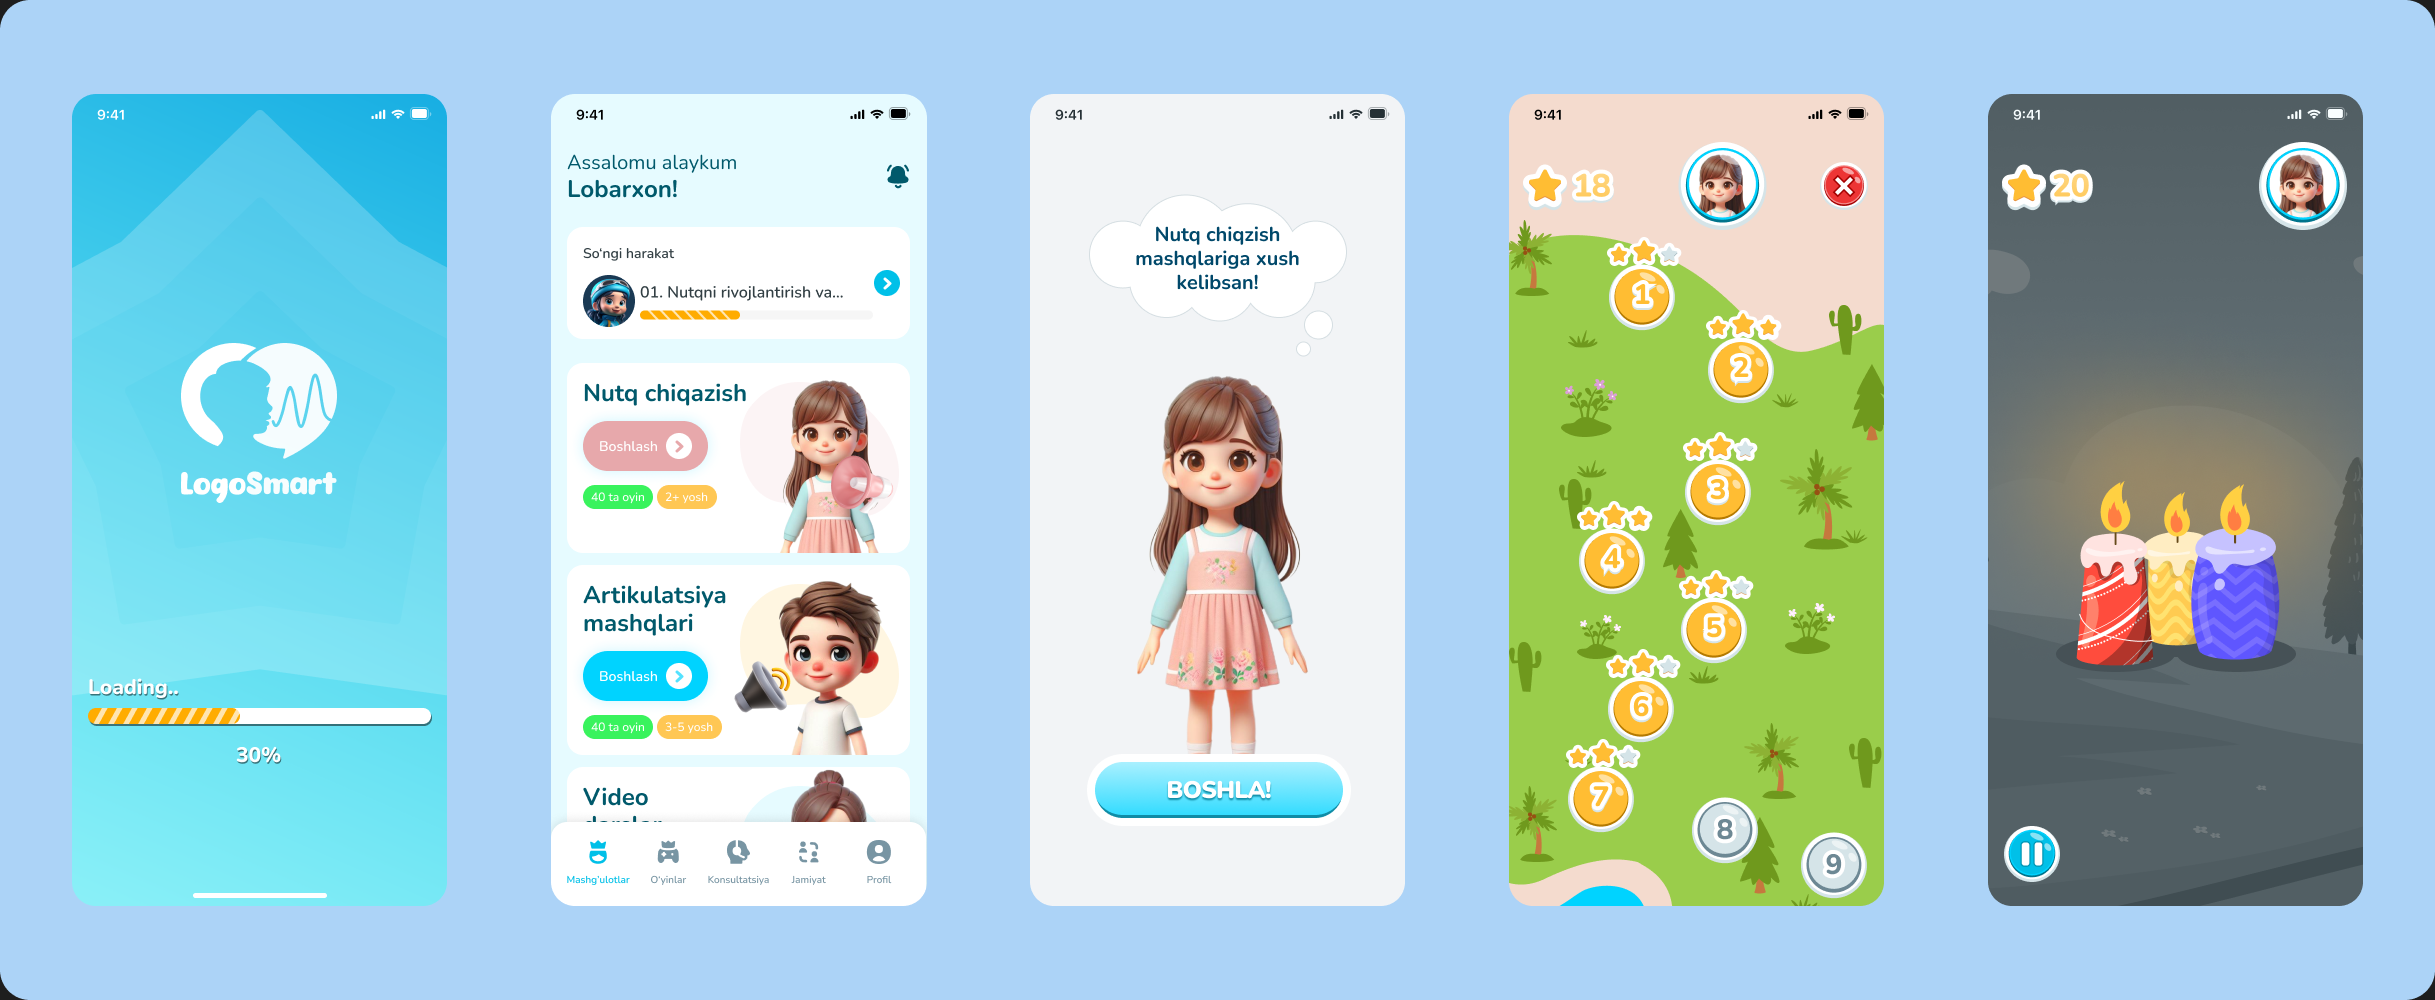 9:41
LogoSmart
Loading..
30%
9:41
Assalomu alaykum
Lobarxon!
So'ngi harakat
01. Nutqni rivojlantirish va...
Nutq chiqazish
Boshlash
40 ta oyin
2+ yosh
Artikulatsiya
mashqlari
Boshlash
40 ta oyin
3-5 yosh
Video
darslar
Mashg'ulotlar
O'yinlar
Konsultatsiya
Jamiyat
Profil
9:41
Nutq chiqzish
mashqlariga xush
kelibsan!
BOSHLA!
9:41
18
1
2
3
4
5
6
7
8
9
9:41
20